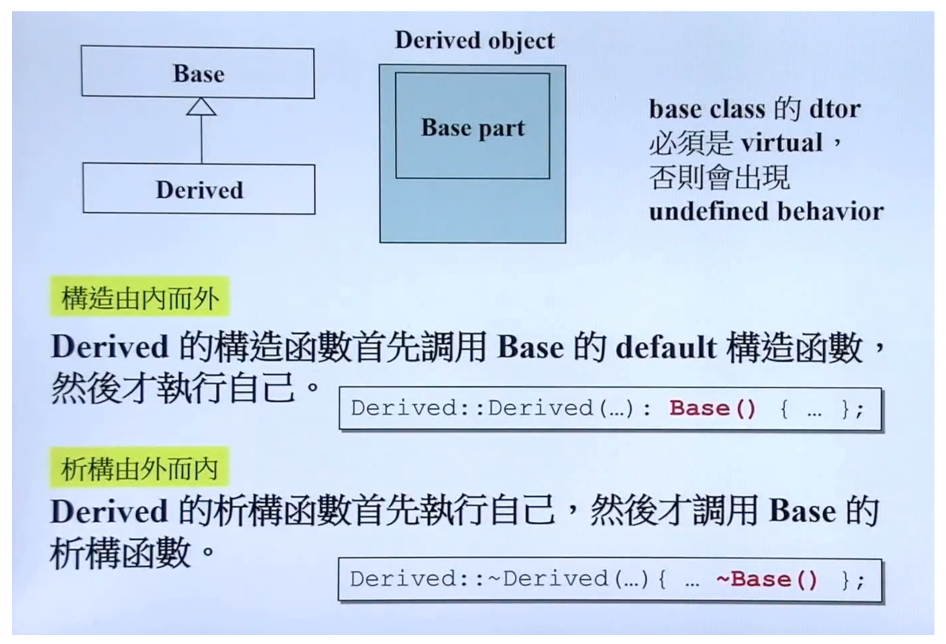 Derived object
Base
Base part
Derived
base class 的 dtor
必須是 virtual，
否則會出現
undefined behavior
構造由內而外
Derived 的構造函數首先調用 Base 的 default 構造函數，
然後才執行自己。
Derived::Derived(…): Base() { … };
析構由外而內
Derived 的析構函數首先執行自己，然後才調用 Base 的
析構函數。
Derived::~Derived(…){ … ~Base() };